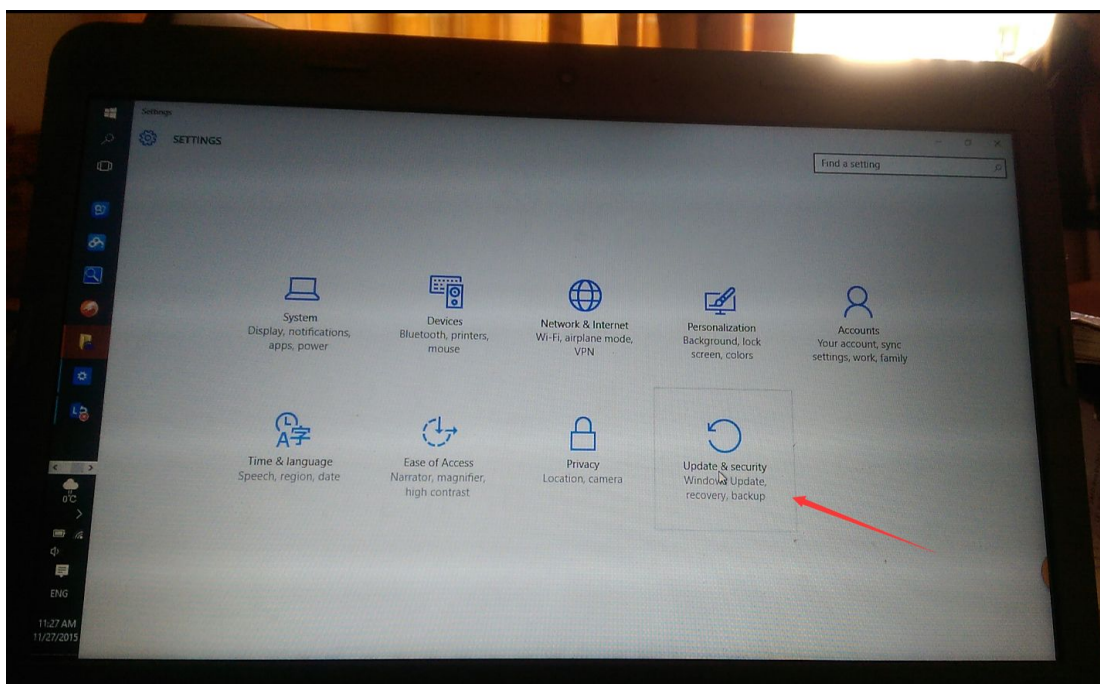 Settings
SETTINGS
Find a setting
System
Display, notifications,
apps, power
Devices
Bluetooth, printers,
mouse
Network & Internet
Wi-Fi, airplane mode,
VPN
Personalization
Background, lock
screen, colors
Accounts
Your account, sync
settings, work, family
Time & language
Speech, region, date
Ease of Access
Narrator, magnifier,
high contrast
Privacy
Location, camera
Update & security
Windows Update,
recovery, backup
0°C
ENG
11:27 AM
11/27/2015